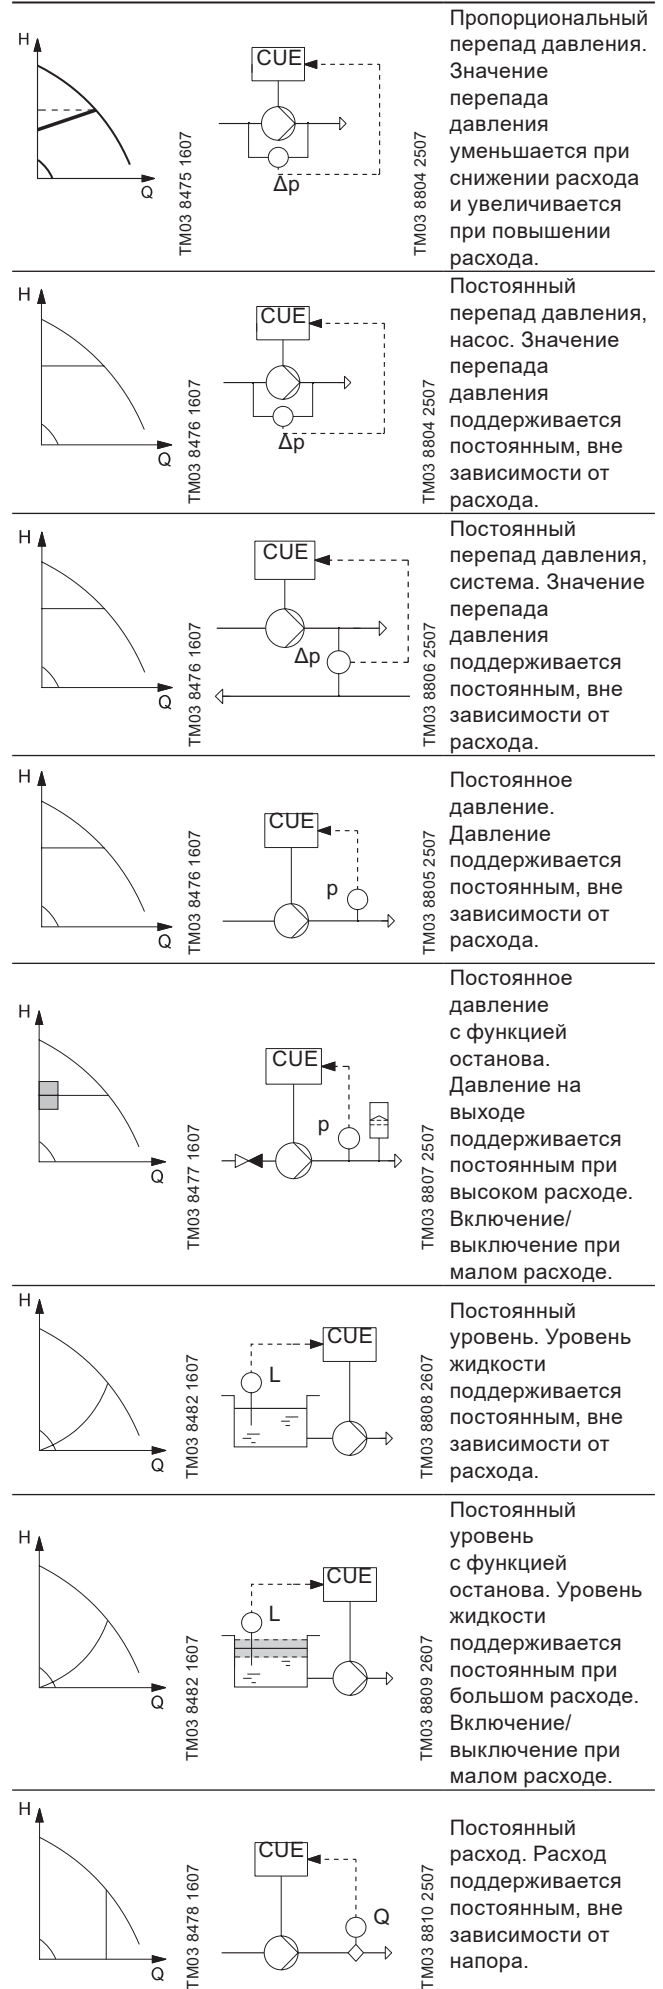 H
Q
TM03 8475 1607
CUE
Δp
TM03 8804 2507
Пропорциональный
перепад давления.
Значение
перепада
давления
уменьшается при
снижении расхода
и увеличивается
при повышении
расхода.
H
Q
TM03 8476 1607
CUE
Δp
TM03 8804 2507
Постоянный
перепад давления,
насос. Значение
перепада
давления
поддерживается
постоянным, вне
зависимости от
расхода.
H
Q
TM03 8476 1607
CUE
Δp
TM03 8806 2507
Постоянный
перепад давления,
система. Значение
перепада
давления
поддерживается
постоянным, вне
зависимости от
расхода.
H
Q
TM03 8476 1607
CUE
p
TM03 8805 2507
Постоянное
давление.
Давление
поддерживается
постоянным, вне
зависимости от
расхода.
H
Q
TM03 8477 1607
CUE
p
TM03 8807 2507
Постоянное
давление
с функцией
останова.
Давление на
выходе
поддерживается
постоянным при
высоком расходе.
Включение/
выключение при
малом расходе.
H
Q
TM03 8482 1607
CUE
L
TM03 8808 2607
Постоянный
уровень. Уровень
жидкости
поддерживается
постоянным, вне
зависимости от
расхода.
H
Q
TM03 8482 1607
CUE
L
TM03 8809 2607
Постоянный
уровень
с функцией
останова. Уровень
жидкости
поддерживается
постоянным при
большом расходе.
Включение/
выключение при
малом расходе.
H
Q
TM03 8478 1607
CUE
Q
TM03 8810 2507
Постоянный
расход. Расход
поддерживается
постоянным, вне
зависимости от
напора.